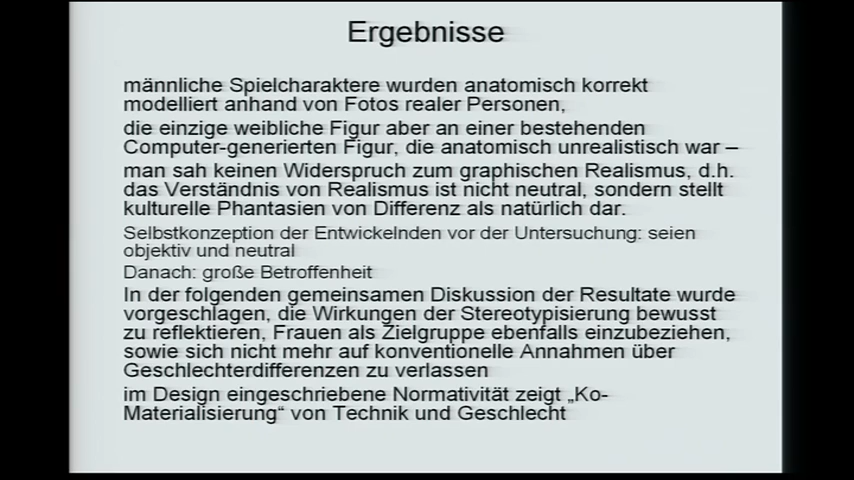 Ergebnisse
männliche Spielcharaktere wurden anatomisch korrekt
modelliert anhand von Fotos realer Personen,
die einzige weibliche Figur aber an einer bestehenden
Computer-generierten Figur, die anatomisch unrealistisch war –
man sah keinen Widerspruch zum graphischen Realismus, d.h.
das Verständnis von Realismus ist nicht neutral, sondern stellt
kulturelle Phantasien von Differenz als natürlich dar.
Selbstkonzeption der Entwickelnden vor der Untersuchung: seien
objektiv und neutral
Danach: große Betroffenheit
In der folgenden gemeinsamen Diskussion der Resultate wurde
vorgeschlagen, die Wirkungen der Stereotypisierung bewusst
zu reflektieren, Frauen als Zielgruppe ebenfalls einzubeziehen,
sowie sich nicht mehr auf konventionelle Annahmen über
Geschlechterdifferenzen zu verlassen
im Design eingeschriebene Normativität zeigt „Ko-
Materialisierung“ von Technik und Geschlecht